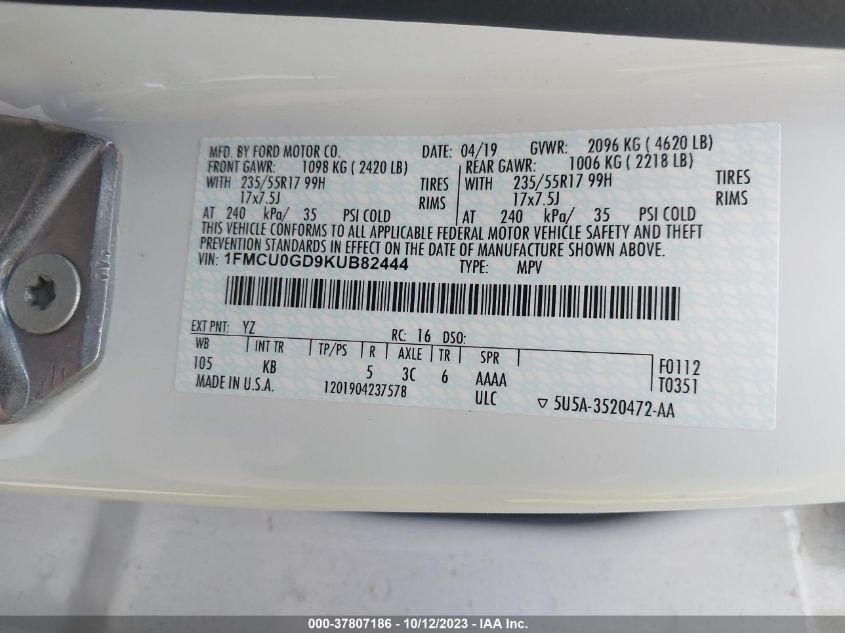 MFD. BY FORD MOTOR CO. DATE: 04/19 GVWR: 2096 KG ( 4620 LB)
FRONT GAWR: 1098 KG ( 2420 LB) REAR GAWR: 1006 KG ( 2218 LB)
WITH 235/55R17 99H TIRES WITH 235/55R17 99H TIRES
17x7.5J RIMS 17x7.5J RIMS
AT 240 kPa/ 35 PSI COLD AT 240 kPa/ 35 PSI COLD
THIS VEHICLE CONFORMS TO ALL APPLICABLE FEDERAL MOTOR VEHICLE SAFETY AND THEFT
PREVENTION STANDARDS IN EFFECT ON THE DATE OF MANUFACTURE SHOWN ABOVE.
VIN: 1FMCU0GD9KUB82444 TYPE: MPV
EXT PNT: YZ RC: 16 DSO:
WB INT TR TP/PS R AXLE TR SPR F0112
105 KB 5 3C 6 AAAA T0351
MADE IN U.S.A. 1201904237578 ULC ▽ 5U5A-3520472-AA
000-37807186 - 10/12/2023 - IAA Inc.